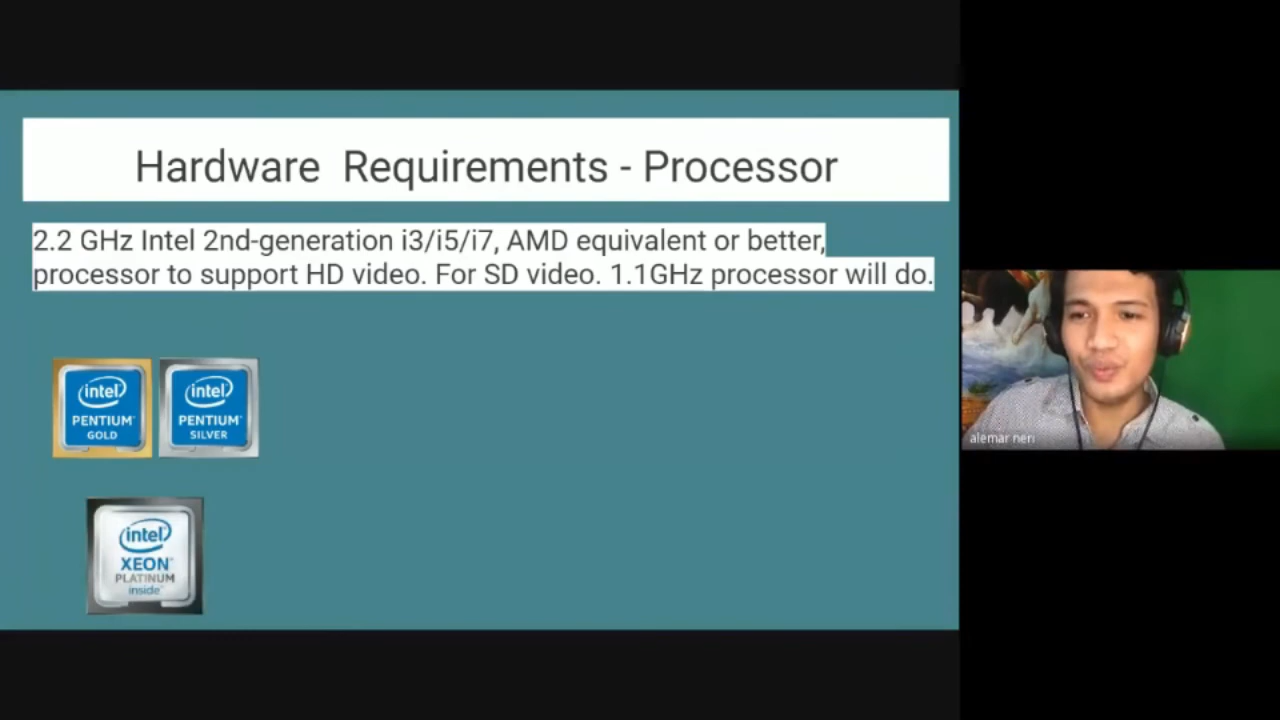 Hardware Requirements - Processor
2.2 GHz Intel 2nd-generation i3/i5/i7, AMD equivalent or better,
processor to support HD video. For SD video. 1.1GHz processor will do.
intel
PENTIUM
GOLD
intel
PENTIUM
SILVER
intel
XEON
PLATINUM
inside
alemar neri